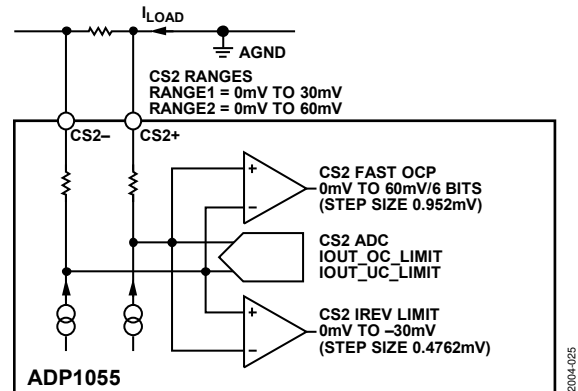 ILOAD
AGND
CS2 RANGES
RANGE1 = 0mV TO 30mV
RANGE2 = 0mV TO 60mV
CS2–
CS2+
+
–
CS2 FAST OCP
0mV TO 60mV/6 BITS
(STEP SIZE 0.952mV)
CS2 ADC
IOUT_OC_LIMIT
IOUT_UC_LIMIT
+
–
CS2 IREV LIMIT
0mV TO –30mV
(STEP SIZE 0.4762mV)
ADP1055
2004-025